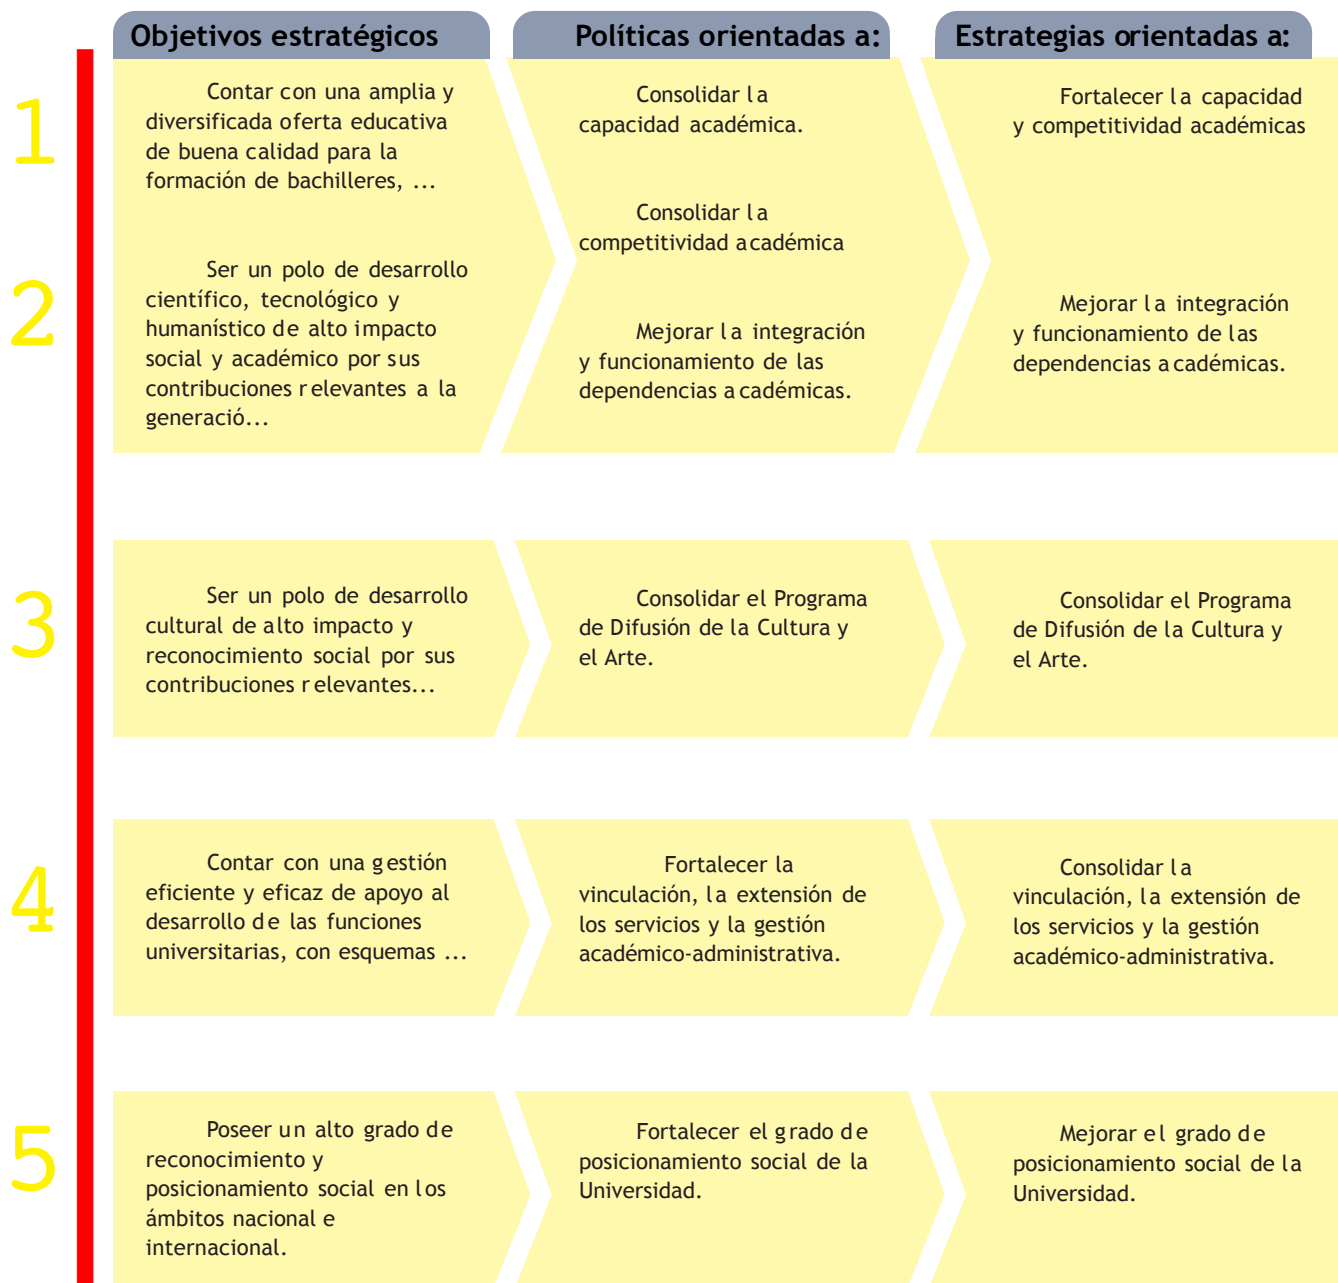 Objetivos estratégicos
Políticas orientadas a:
Estrategias orientadas a:
1
Contar con una amplia y
diversificada oferta educativa
de buena calidad para la
formación de bachilleres, ...
2
Ser un polo de desarrollo
científico, tecnológico y
humanístico de alto impacto
social y académico por sus
contribuciones relevantes a la
generació...
Consolidar la
capacidad académica.
Consolidar la
competitividad académica
Mejorar la integración
y funcionamiento de las
dependencias académicas.
Fortalecer la capacidad
y competitividad académicas
Mejorar la integración
y funcionamiento de las
dependencias académicas.
3
Ser un polo de desarrollo
cultural de alto impacto y
reconocimiento social por sus
contribuciones relevantes...
Consolidar el Programa
de Difusión de la Cultura y
el Arte.
Consolidar el Programa
de Difusión de la Cultura y
el Arte.
4
Contar con una gestión
eficiente y eficaz de apoyo al
desarrollo de las funciones
universitarias, con esquemas ...
Fortalecer la
vinculación, la extensión de
los servicios y la gestión
académico-administrativa.
Consolidar la
vinculación, la extensión de
los servicios y la gestión
académico-administrativa.
5
Poseer un alto grado de
reconocimiento y
posicionamiento social en los
ámbitos nacional e
internacional.
Fortalecer el grado de
posicionamiento social de la
Universidad.
Mejorar el grado de
posicionamiento social de la
Universidad.